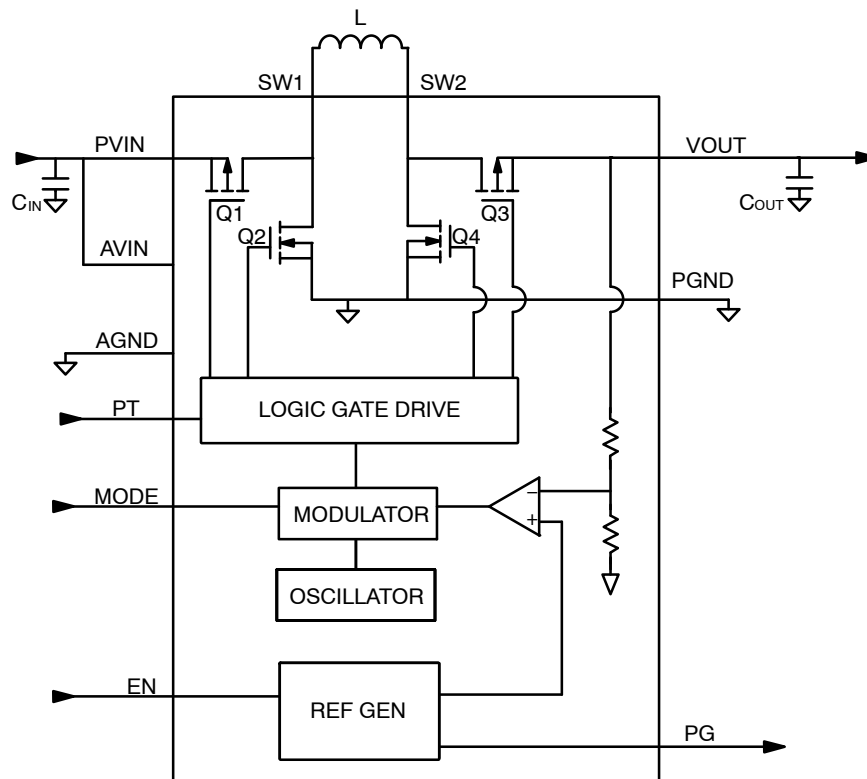 L
SW1 SW2
PVIN VOUT
CIN COUT
Q1 Q3
Q2 Q4
AVIN
PGND
AGND
PT LOGIC GATE DRIVE
MODE MODULATOR − +
OSCILLATOR
EN REF GEN
PG